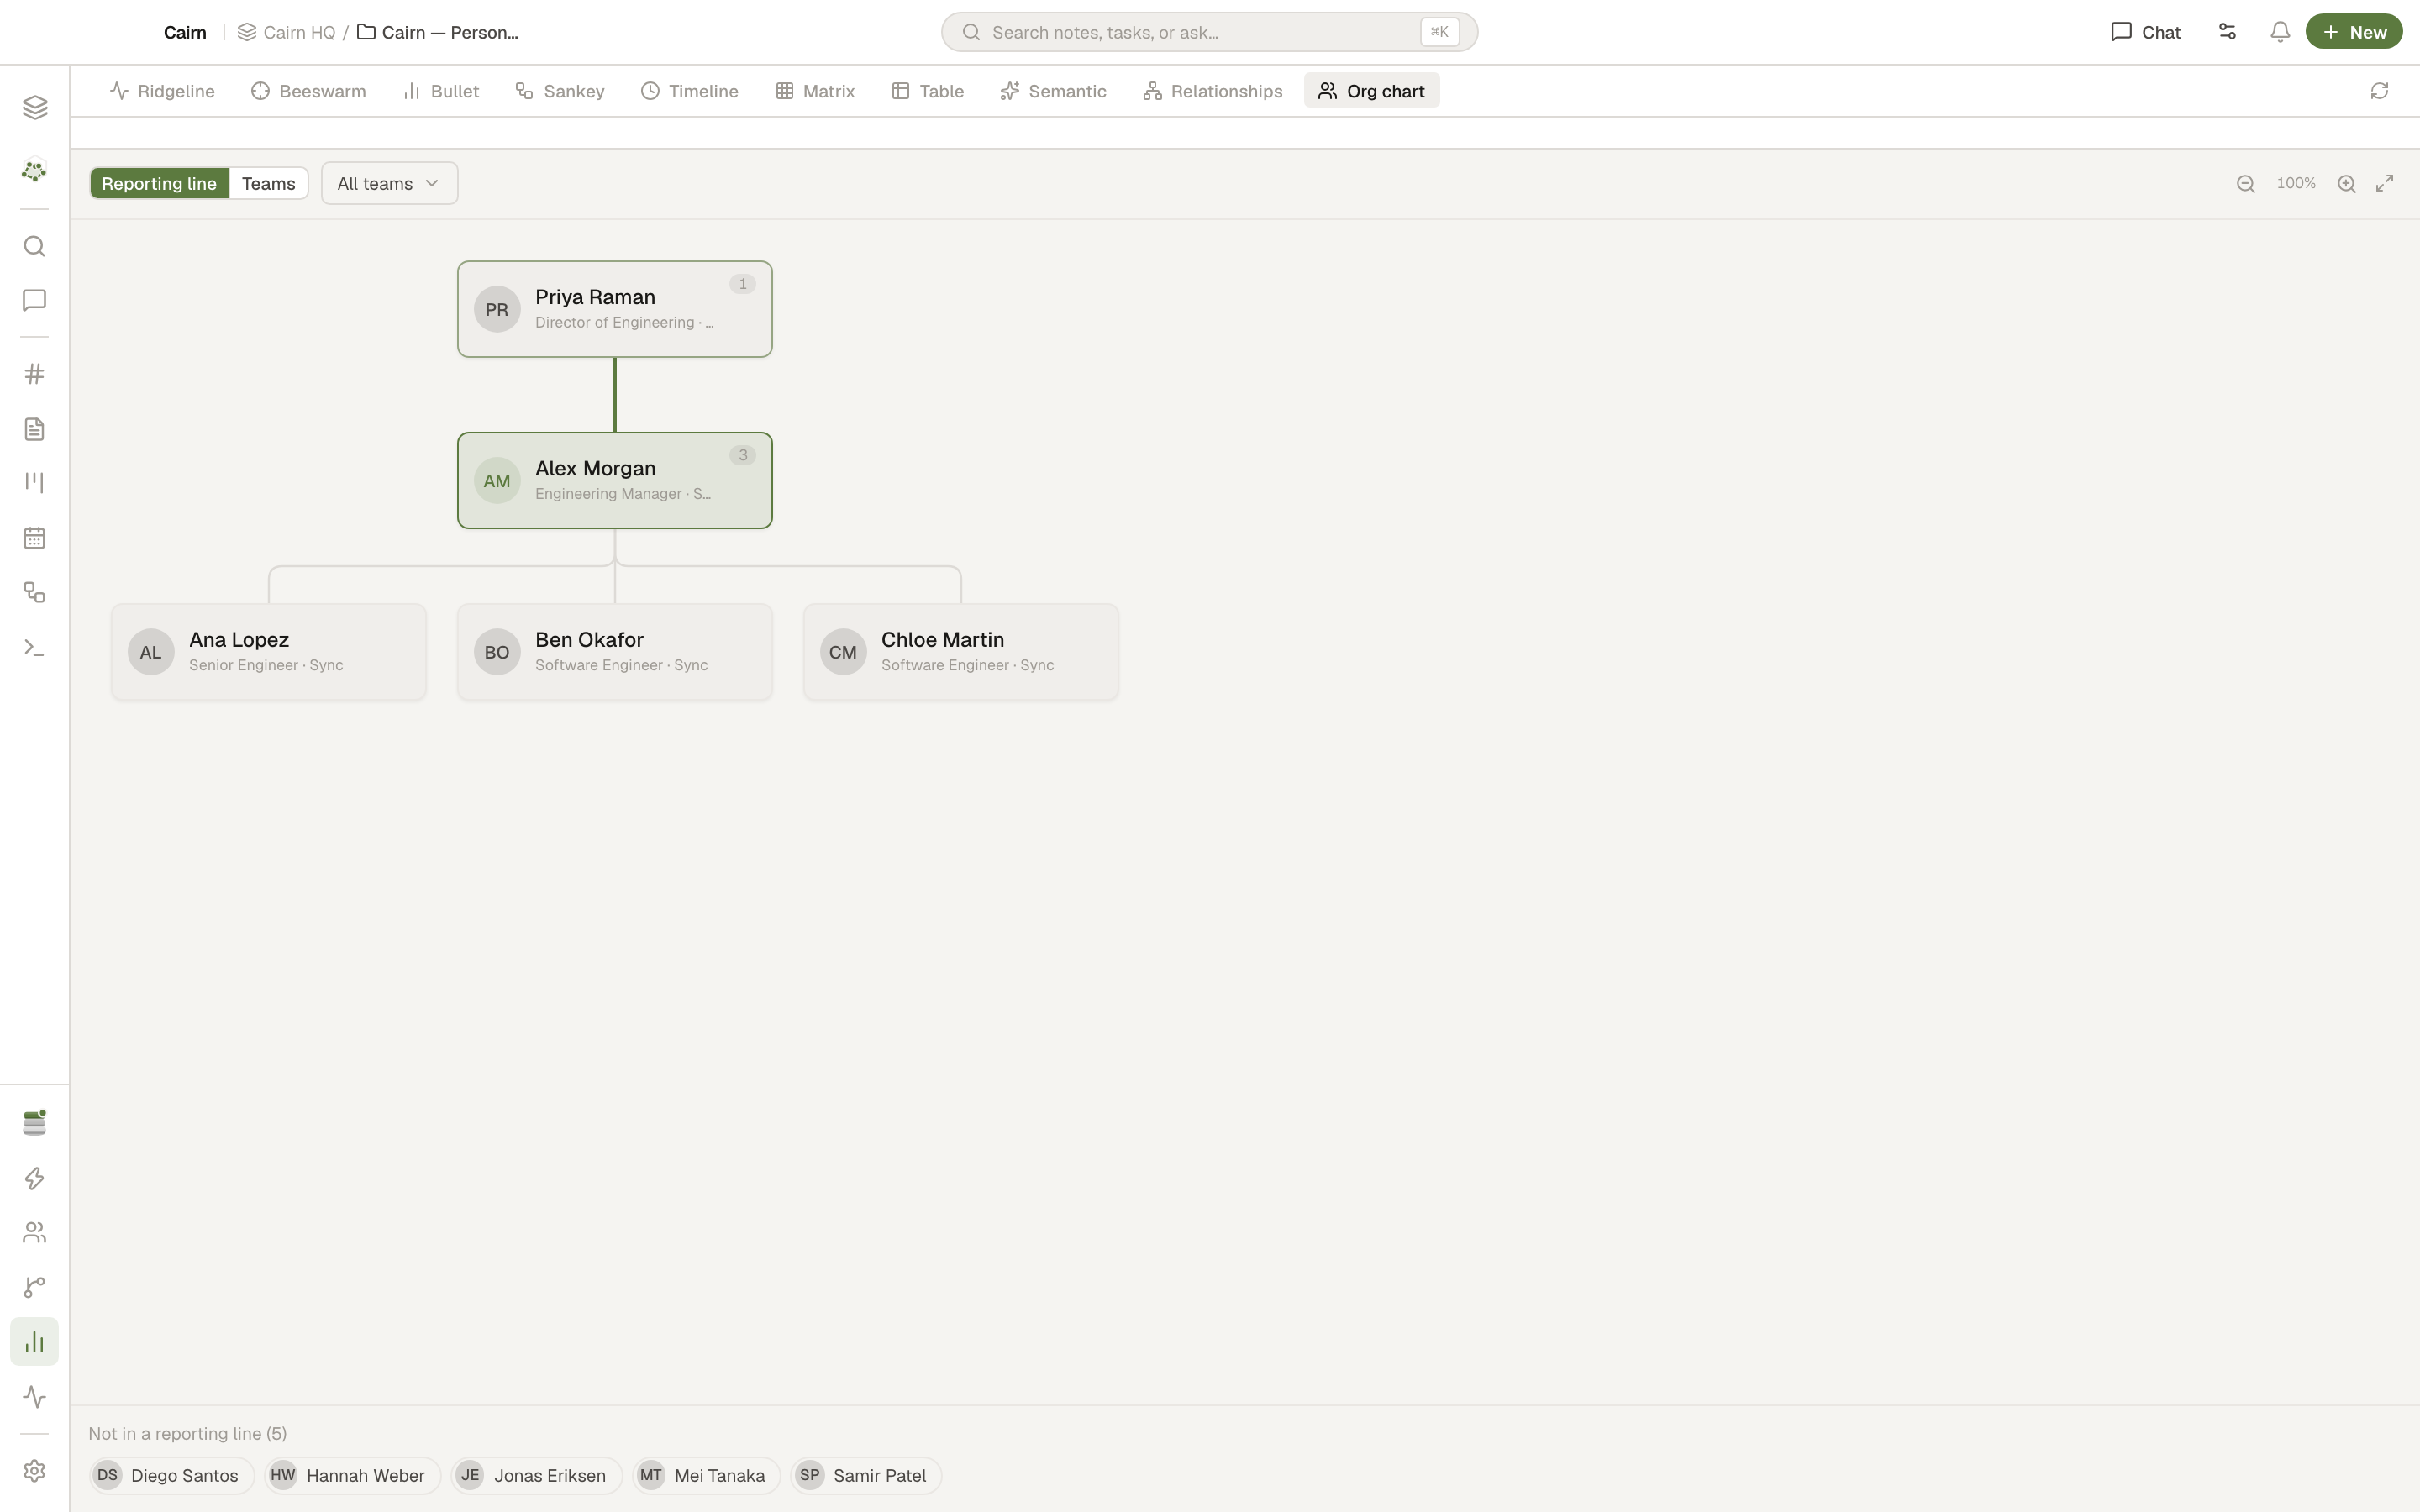 Cairn Cairn HQ / Cairn — Person... Search notes, tasks, or ask... ⌘K Chat New
Ridgeline Beeswarm Bullet Sankey Timeline Matrix Table Semantic Relationships Org chart
Reporting line Teams All teams 100%
1
PR Priya Raman
Director of Engineering · ...
3
AM Alex Morgan
Engineering Manager · S...
AL Ana Lopez
Senior Engineer · Sync
BO Ben Okafor
Software Engineer · Sync
CM Chloe Martin
Software Engineer · Sync
Not in a reporting line (5)
DS Diego Santos HW Hannah Weber JE Jonas Eriksen MT Mei Tanaka SP Samir Patel